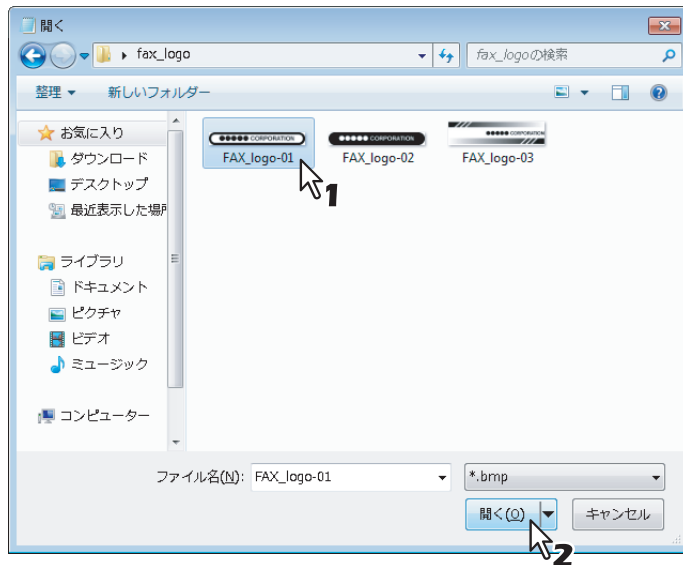 開く
fax_logo
fax_logoの検索
整理 新しいフォルダー
お気に入り
ダウンロード
デスクトップ
最近表示した場所
ライブラリ
ドキュメント
ピクチャ
ビデオ
ミュージック
コンピューター
CORPORATION
FAX_logo-01
CORPORATION
FAX_logo-02
CORPORATION
FAX_logo-03
1
ファイル名(N): FAX_logo-01
*.bmp
開く(O)
キャンセル
2